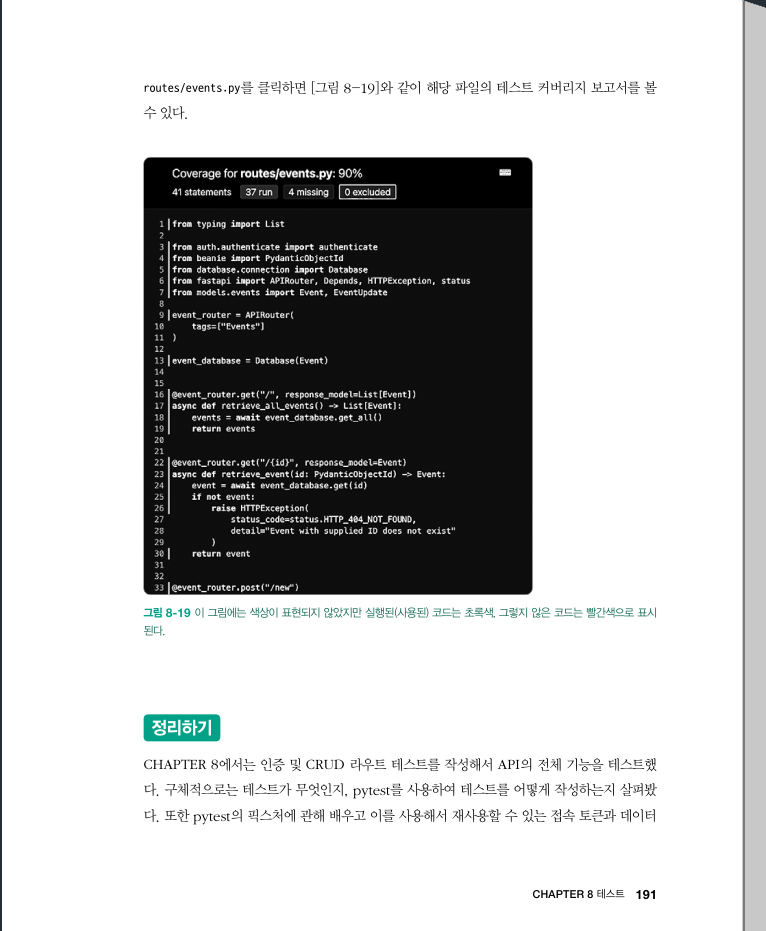 routes/events.py를 클릭하면 [그림 8-19]와 같이 해당 파일의 테스트 커버리지 보고서를 볼
수 있다.
Coverage for routes/events.py: 90%
41 statements 37 run 4 missing 0 excluded
1 from typing import List
2
3 from auth.authenticate import authenticate
4 from beanie import PydanticObjectId
5 from database.connection import Database
6 from fastapi import APIRouter, Depends, HTTPException, status
7 from models.events import Event, EventUpdate
8
9 event_router = APIRouter(
10     tags=["Events"]
11 )
12
13 event_database = Database(Event)
14
15
16 @event_router.get("/", response_model=List[Event])
17 async def retrieve_all_events() -> List[Event]:
18     events = await event_database.get_all()
19     return events
20
21
22 @event_router.get("/{id}", response_model=Event)
23 async def retrieve_event(id: PydanticObjectId) -> Event:
24     event = await event_database.get(id)
25     if not event:
26         raise HTTPException(
27             status_code=status.HTTP_404_NOT_FOUND,
28             detail="Event with supplied ID does not exist"
29         )
30     return event
31
32
33 @event_router.post("/new")
그림 8-19 이 그림에는 색상이 표현되지 않았지만 실행된(사용된) 코드는 초록색, 그렇지 않은 코드는 빨간색으로 표시
된다.
정리하기
CHAPTER 8에서는 인증 및 CRUD 라우트 테스트를 작성해서 API의 전체 기능을 테스트했
다. 구체적으로는 테스트가 무엇인지, pytest를 사용하여 테스트를 어떻게 작성하는지 살펴봤
다. 또한 pytest의 픽스처에 관해 배우고 이를 사용해서 재사용할 수 있는 접속 토큰과 데이터
CHAPTER 8 테스트 191